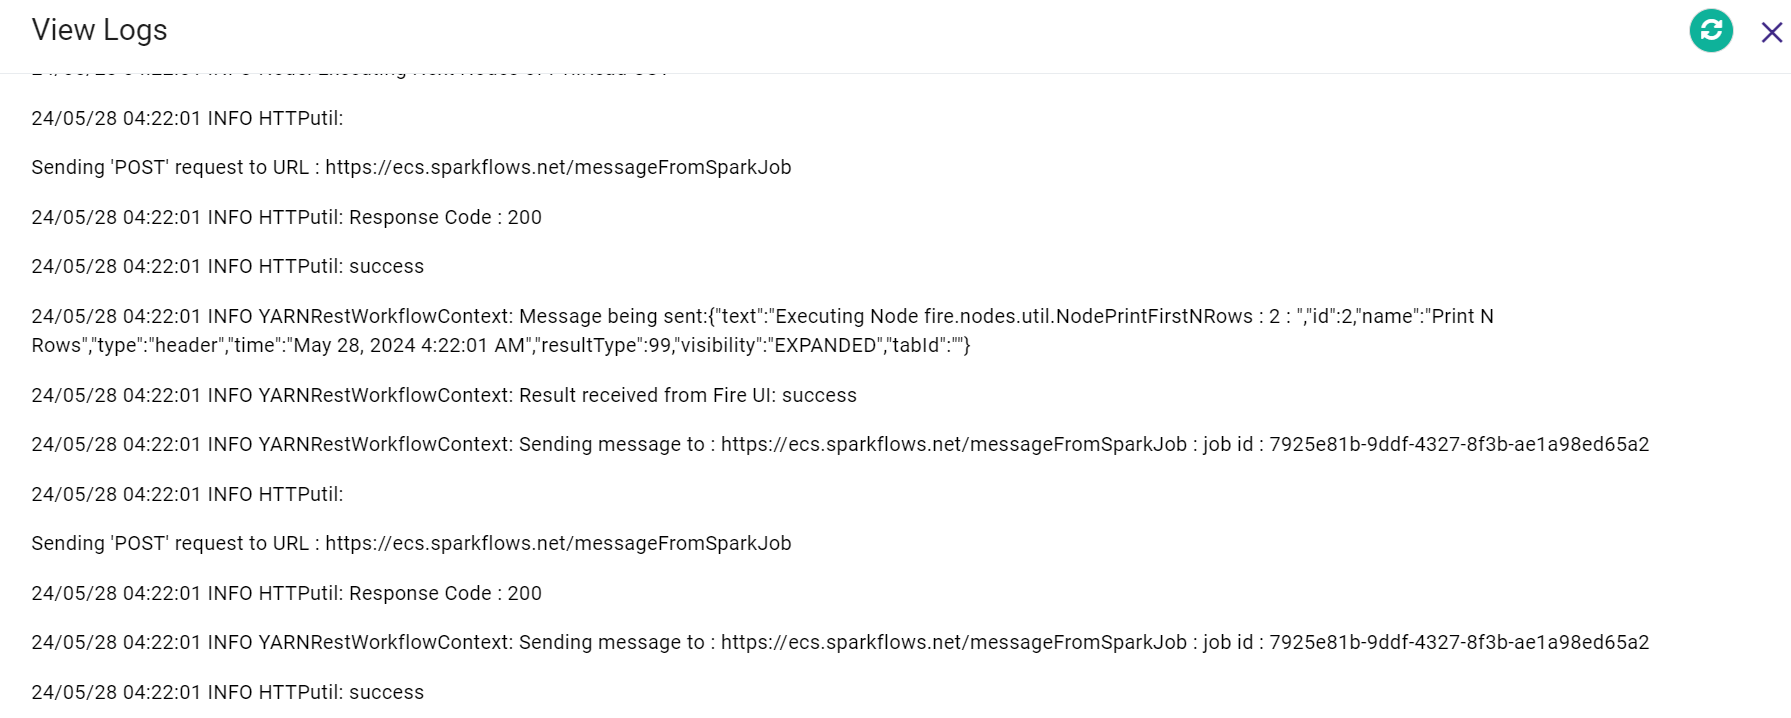 View Logs
24/05/28 04:22:01 INFO HTTPutil:
Sending 'POST' request to URL : https://ecs.sparkflows.net/messageFromSparkJob
24/05/28 04:22:01 INFO HTTPutil: Response Code : 200
24/05/28 04:22:01 INFO HTTPutil: success
24/05/28 04:22:01 INFO YARNRestWorkflowContext: Message being sent:{"text":"Executing Node fire.nodes.util.NodePrintFirstNRows : 2 : ","id":2,"name":"Print N
Rows","type":"header","time":"May 28, 2024 4:22:01 AM","resultType":99,"visibility":"EXPANDED","tabId":""}
24/05/28 04:22:01 INFO YARNRestWorkflowContext: Result received from Fire UI: success
24/05/28 04:22:01 INFO YARNRestWorkflowContext: Sending message to : https://ecs.sparkflows.net/messageFromSparkJob : job id : 7925e81b-9ddf-4327-8f3b-ae1a98ed65a2
24/05/28 04:22:01 INFO HTTPutil:
Sending 'POST' request to URL : https://ecs.sparkflows.net/messageFromSparkJob
24/05/28 04:22:01 INFO HTTPutil: Response Code : 200
24/05/28 04:22:01 INFO YARNRestWorkflowContext: Sending message to : https://ecs.sparkflows.net/messageFromSparkJob : job id : 7925e81b-9ddf-4327-8f3b-ae1a98ed65a2
24/05/28 04:22:01 INFO HTTPutil: success